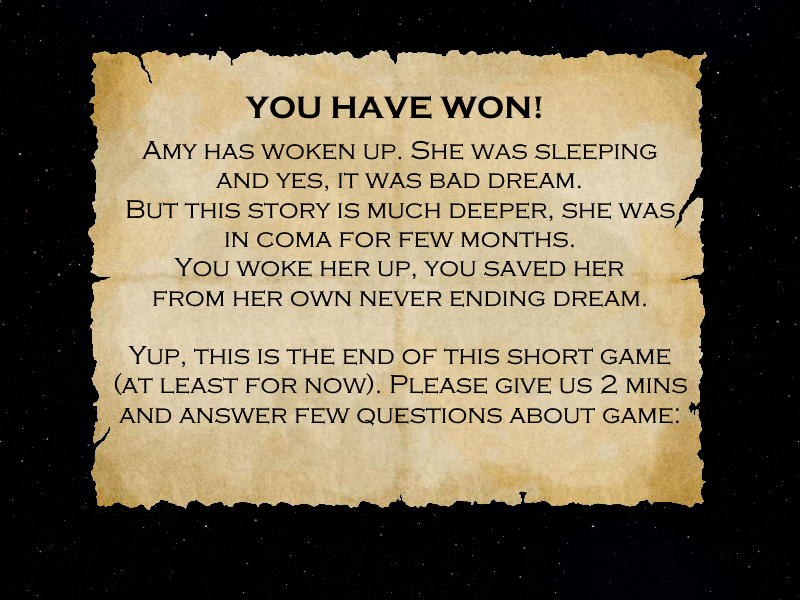 YOU HAVE WON!
AMY HAS WOKEN UP. SHE WAS SLEEPING
AND YES, IT WAS BAD DREAM.
BUT THIS STORY IS MUCH DEEPER, SHE WAS
IN COMA FOR FEW MONTHS.
YOU WOKE HER UP, YOU SAVED HER
FROM HER OWN NEVER ENDING DREAM.
YUP, THIS IS THE END OF THIS SHORT GAME
(AT LEAST FOR NOW). PLEASE GIVE US 2 MINS
AND ANSWER FEW QUESTIONS ABOUT GAME: